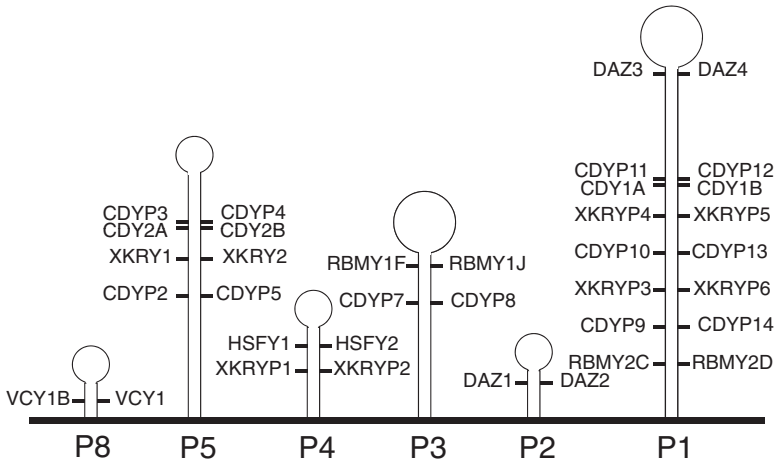 DAZ3 DAZ4
CDYP11 CDYP12
CDY1A CDY1B
CDYP3 CDYP4
CDY2A CDY2B
XKRYP4 XKRYP5
XKRY1 XKRY2
CDYP10 CDYP13
RBMY1F RBMY1J
XKRYP3 XKRYP6
CDYP2 CDYP5
CDYP7 CDYP8
CDYP9 CDYP14
HSFY1 HSFY2
RBMY2C RBMY2D
XKRYP1 XKRYP2
DAZ1 DAZ2
VCY1B VCY1
P8 P5 P4 P3 P2 P1